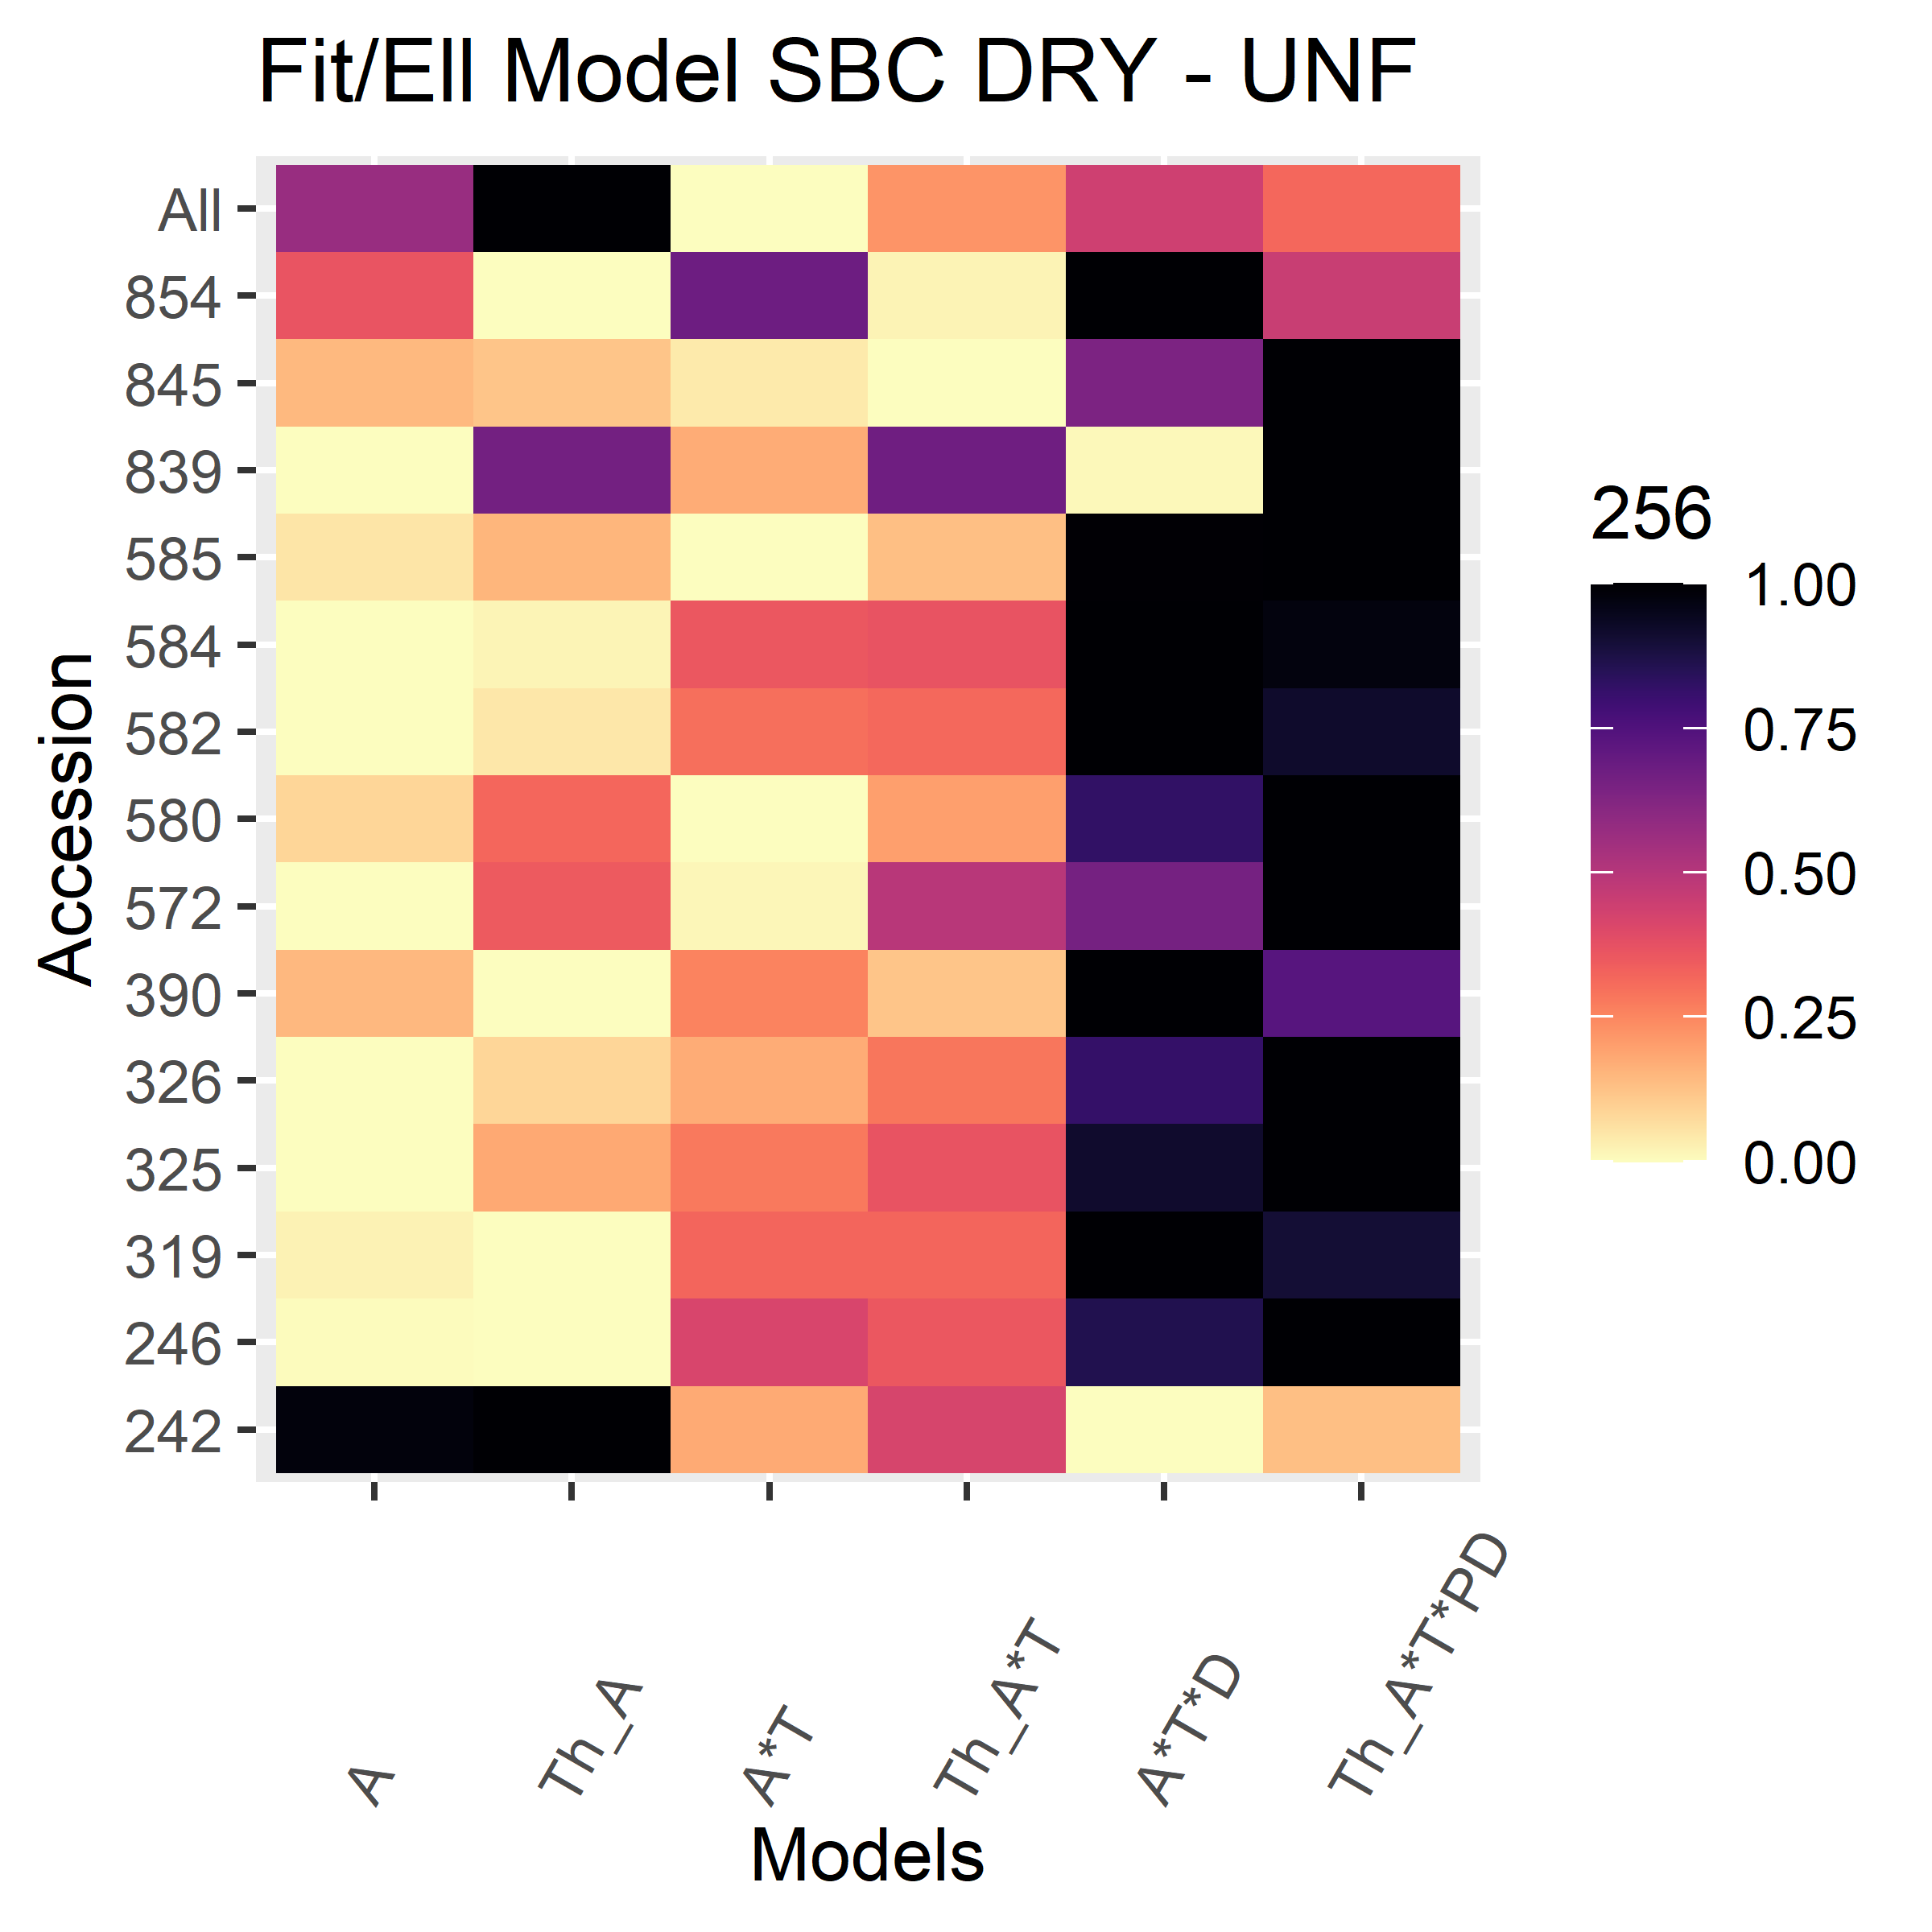 Fit/Ell Model SBC DRY - UNF
All
854
845
839
585
584
582
580
572
390
326
325
319
246
242
Accession
A
Th_A
A*T
Th_A*T
A*T*D
Th_A*T*PD
Models
256
1.00
0.75
0.50
0.25
0.00